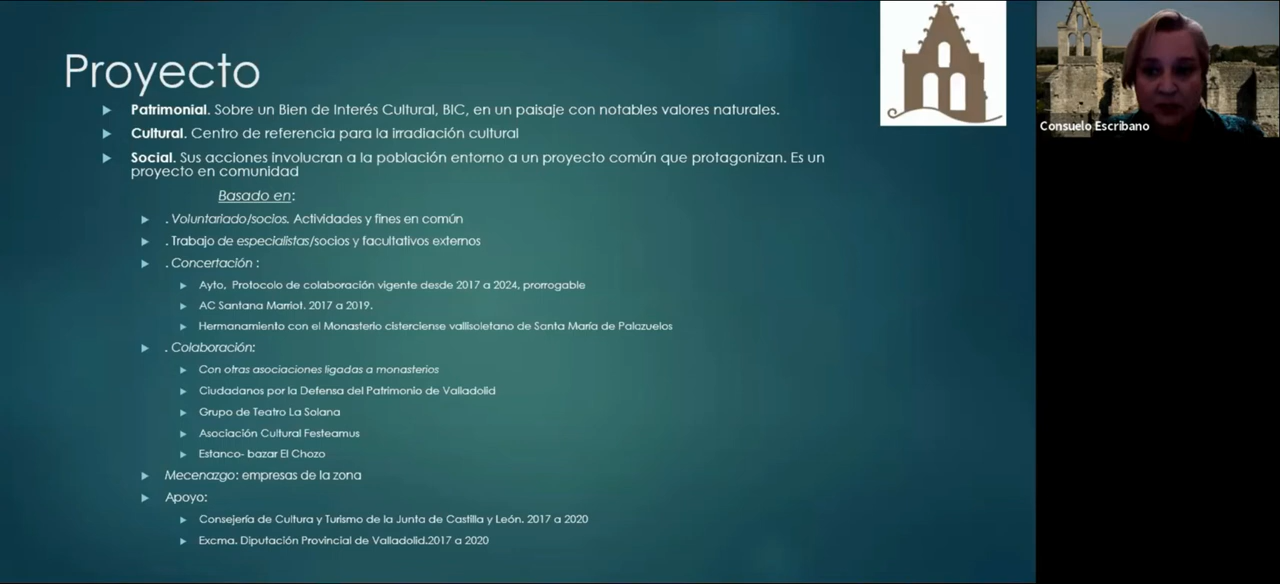 Proyecto
Patrimonial. Sobre un Bien de Interés Cultural, BIC, en un paisaje con notables valores naturales.
Cultural. Centro de referencia para la irradiación cultural
Social. Sus acciones involucran a la población entorno a un proyecto común que protagonizan. Es un
proyecto en comunidad
Basado en:
. Voluntariado/socios. Actividades y fines en común
. Trabajo de especialistas/socios y facultativos externos
. Concertación :
Ayto. Protocolo de colaboración vigente desde 2017 a 2024, prorrogable
AC Santana Marriot. 2017 a 2019.
Hermanamiento con el Monasterio cisterciense vallisoletano de Santa María de Palazuelos
. Colaboración:
Con otras asociaciones ligadas a monasterios
Ciudadanos por la Defensa del Patrimonio de Valladolid
Grupo de Teatro La Solana
Asociación Cultural Festeamus
Estanco- bazar El Chozo
Mecenazgo: empresas de la zona
Apoyo:
Consejería de Cultura y Turismo de la Junta de Castilla y León. 2017 a 2020
Excma. Diputación Provincial de Valladolid.2017 a 2020
Consuelo Escribano